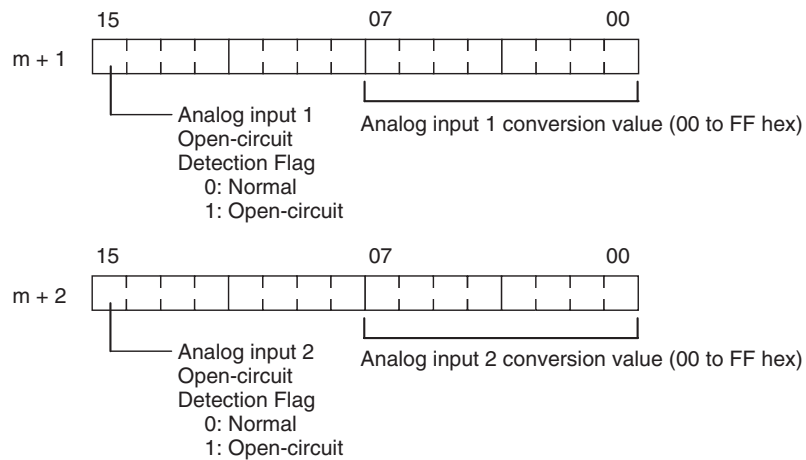 15 07 00
m + 1
Analog input 1
Open-circuit
Detection Flag
0: Normal
1: Open-circuit
Analog input 1 conversion value (00 to FF hex)
15 07 00
m + 2
Analog input 2
Open-circuit
Detection Flag
0: Normal
1: Open-circuit
Analog input 2 conversion value (00 to FF hex)